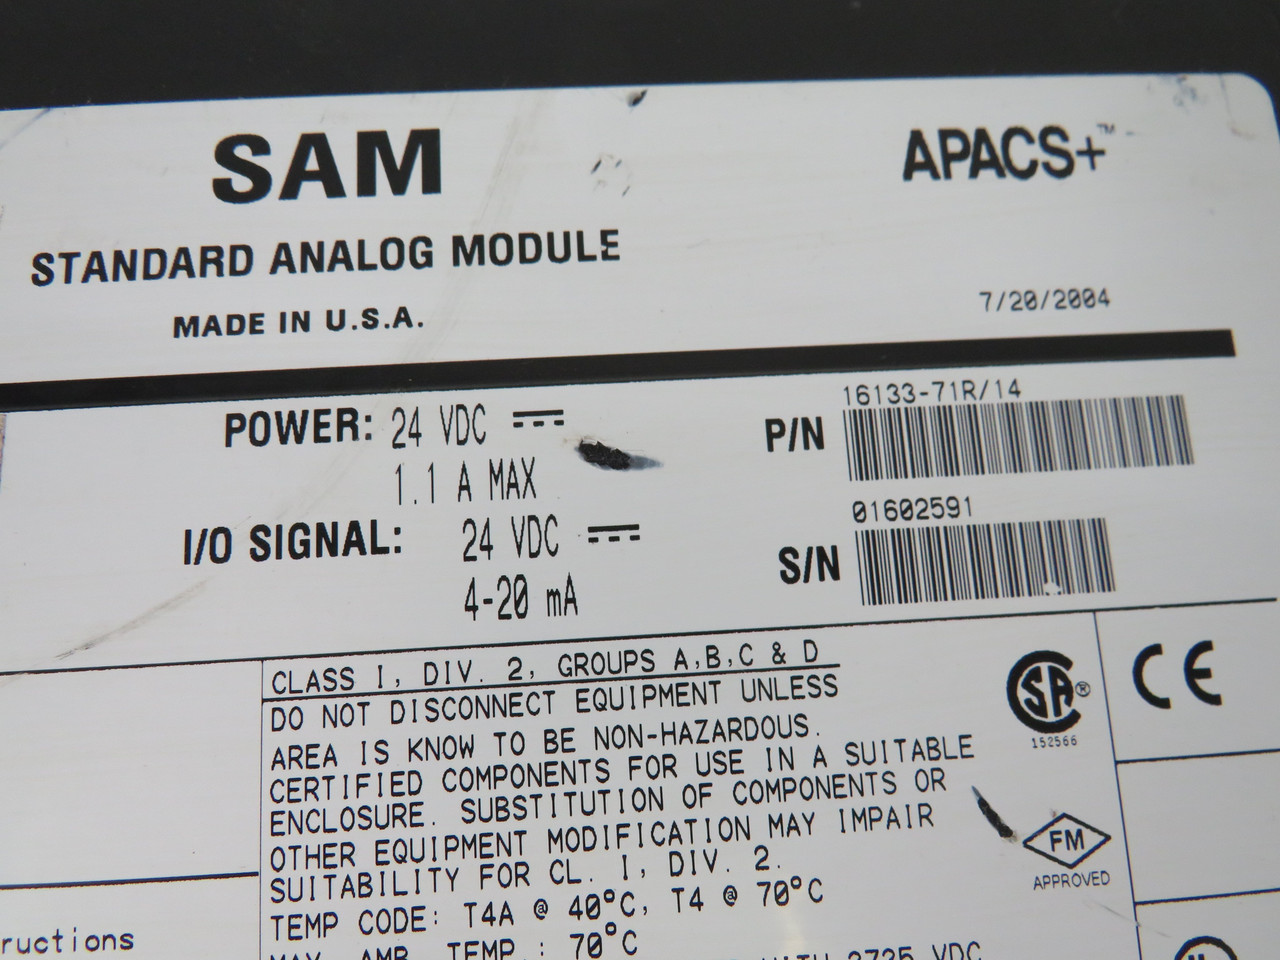 SAM
APACS+™
STANDARD ANALOG MODULE
MADE IN U.S.A.
7/20/2004
POWER: 24 VDC
1.1 A MAX
I/O SIGNAL: 24 VDC
4-20 mA
16133-71R/14
P/N
01602591
S/N
CLASS I, DIV. 2, GROUPS A,B,C & D
DO NOT DISCONNECT EQUIPMENT UNLESS
AREA IS KNOW TO BE NON-HAZARDOUS.
CERTIFIED COMPONENTS FOR USE IN A SUITABLE
ENCLOSURE. SUBSTITUTION OF COMPONENTS OR
OTHER EQUIPMENT MODIFICATION MAY IMPAIR
SUITABILITY FOR CL. I, DIV. 2.
TEMP CODE: T4A @ 40°C, T4 @ 70°C
MAX. AMB. TEMP.: 70°C
WITH 2725 VDC
SA®
152566
CE
FM
APPROVED
ructions